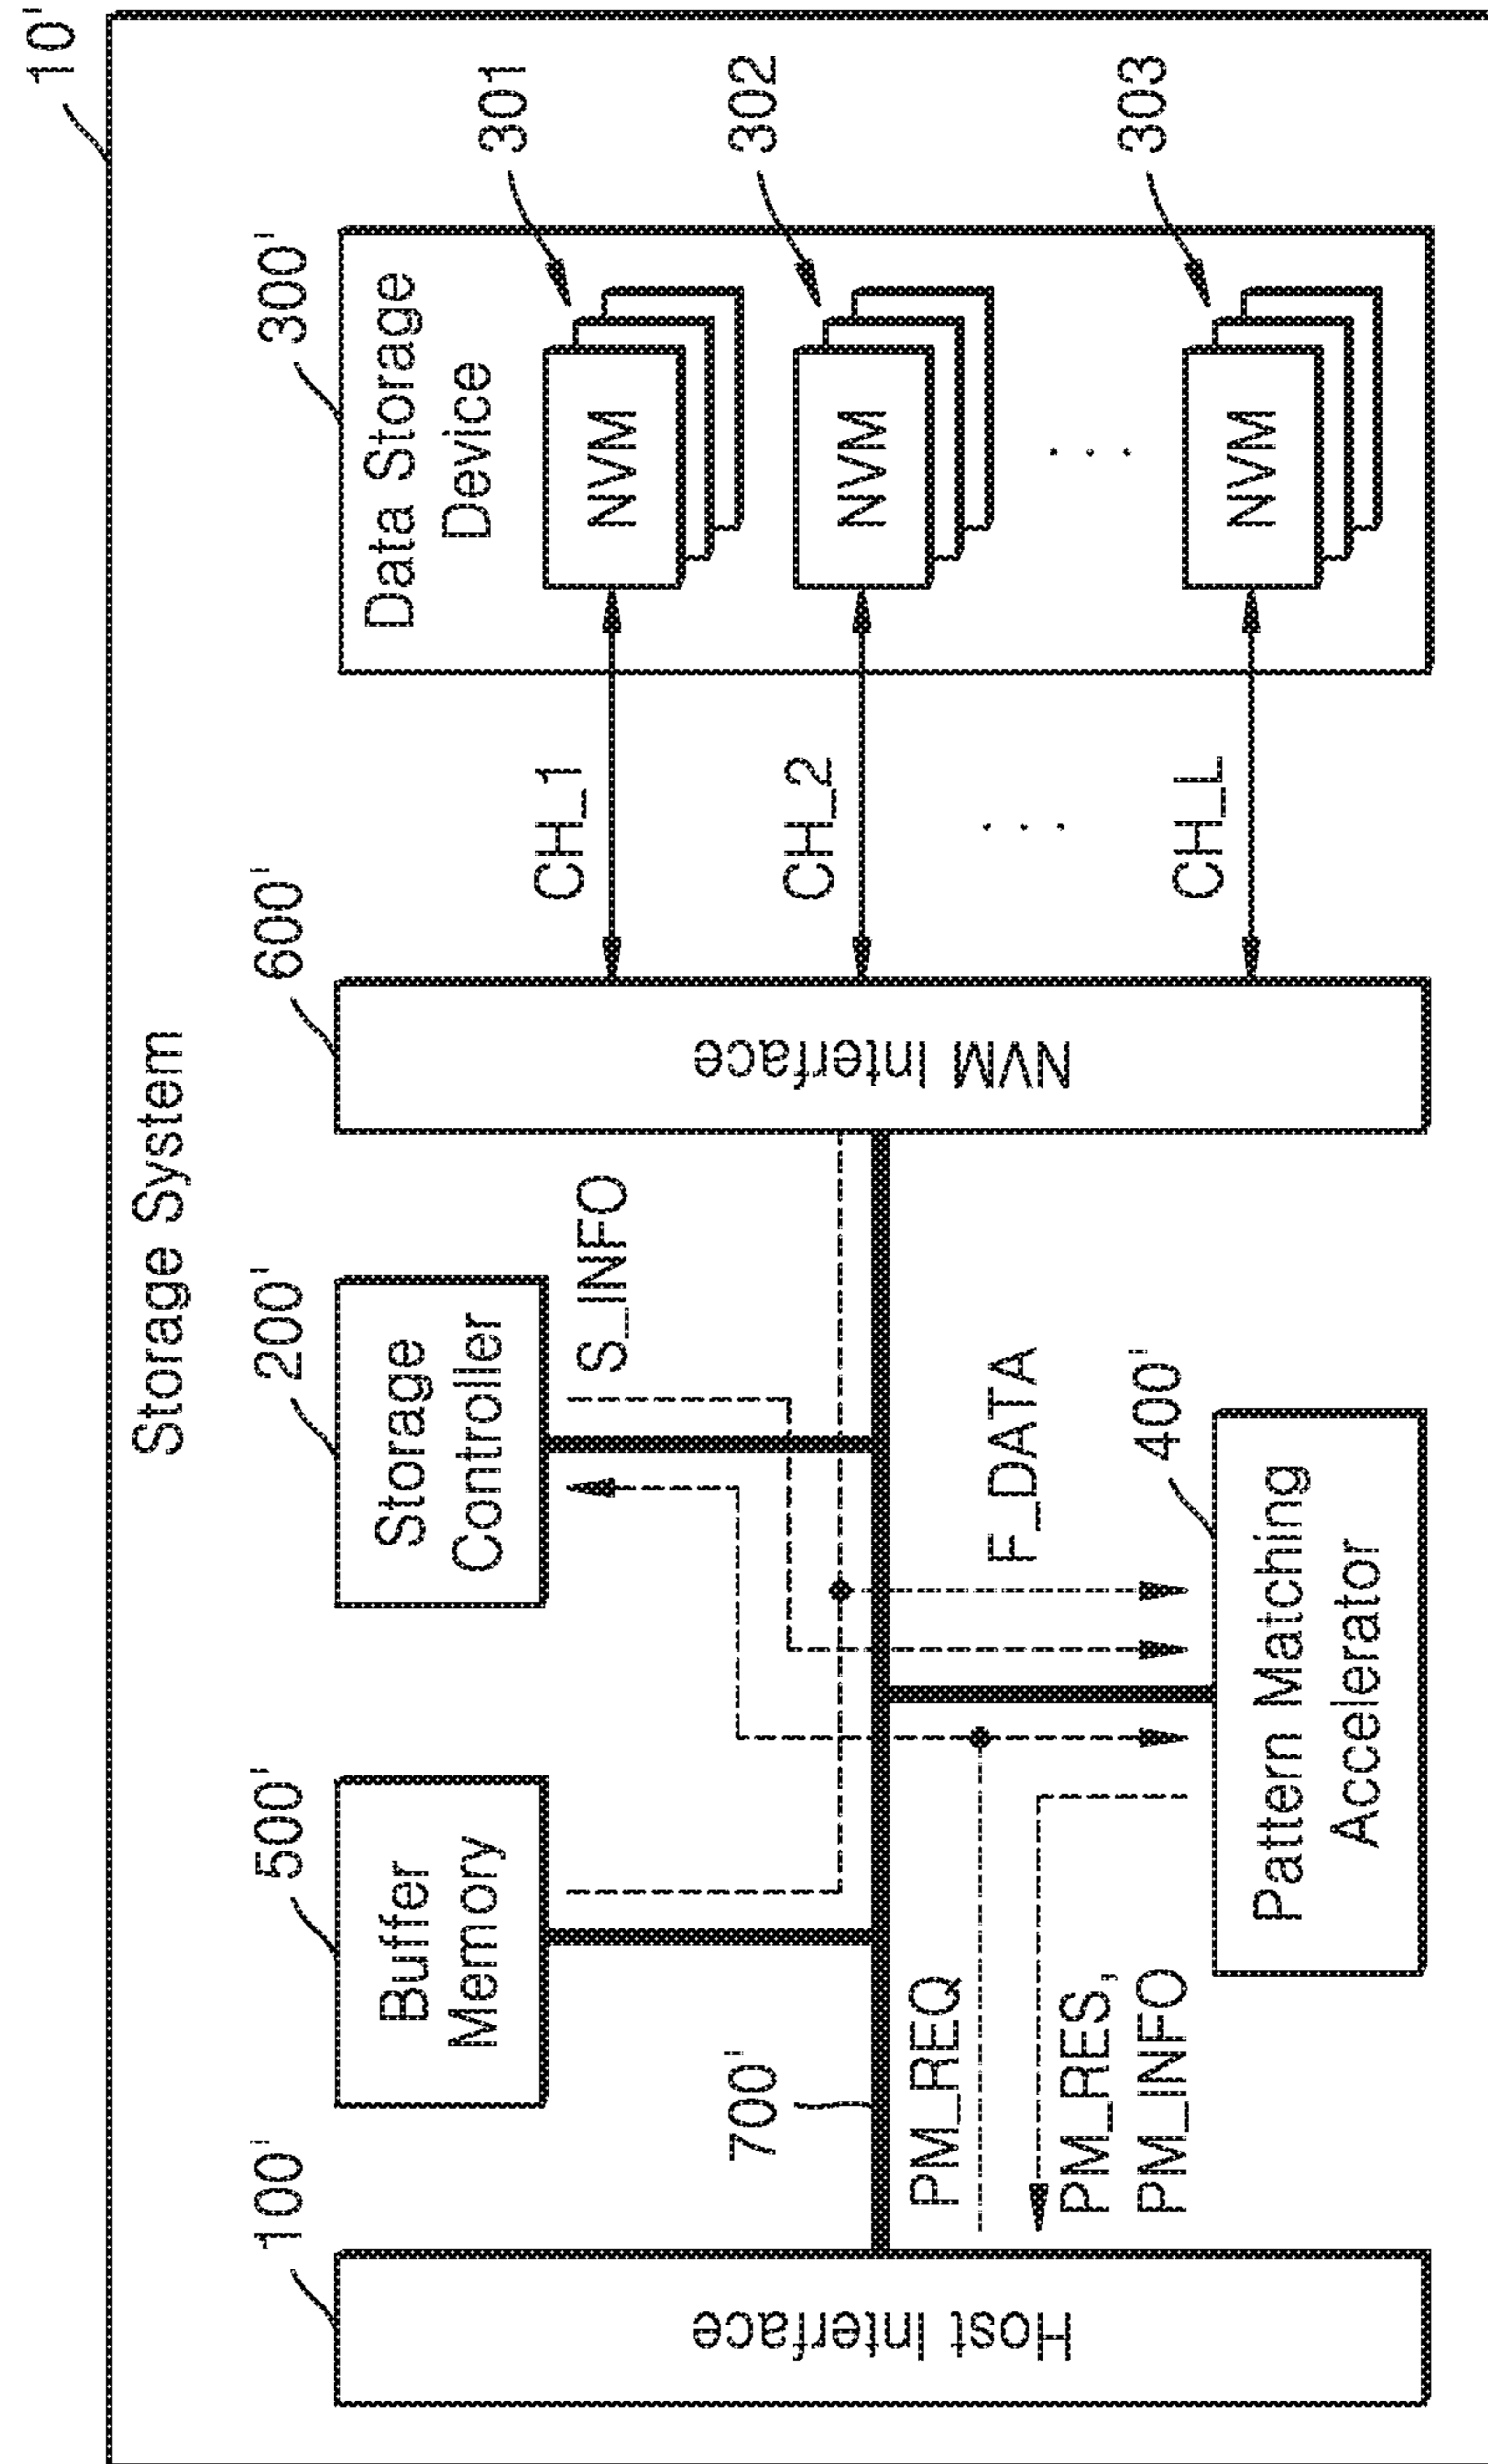 10'
Storage System
100'
500'
200'
600'
300'
Host Interface
Buffer
Memory
Storage
Controller
NVM Interface
Data Storage
Device
S_INFO
NVM
301
CH_1
NVM
302
CH_2
. . .
. . .
NVM
303
CH_L
700'
PM_REQ
PM_RES,
PM_INFO
F_DATA
400'
Pattern Matching
Accelerator